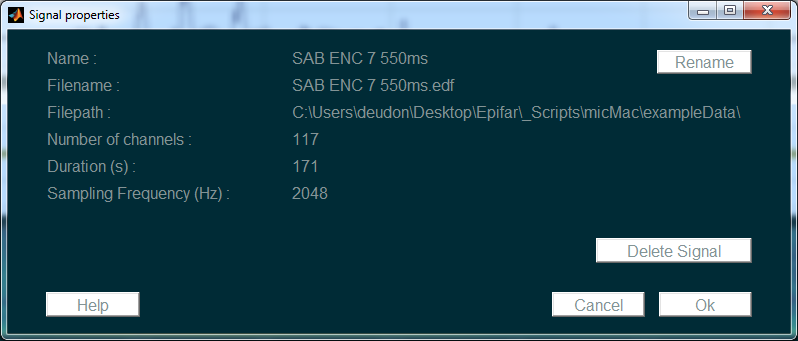 Signal properties
Name : SAB ENC 7 550ms
Rename
Filename : SAB ENC 7 550ms.edf
Filepath : C:\Users\deudon\Desktop\Epifar\_Scripts\micMac\exampleData\
Number of channels : 117
Duration (s) : 171
Sampling Frequency (Hz) : 2048
Delete Signal
Help Cancel Ok